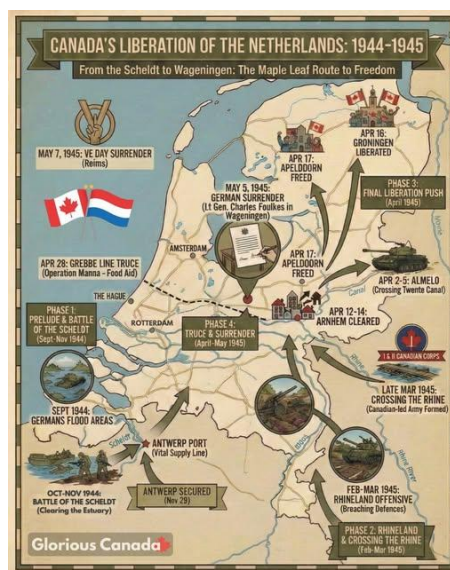 CANADA'S LIBERATION OF THE NETHERLANDS: 1944-1945
From the Scheldt to Wageningen: The Maple Leaf Route to Freedom
MAY 7, 1945: VE DAY SURRENDER
(Reims)
APR 16:
GRONINGEN
LIBERATED
APR 17:
APELDDORN
FREED
PHASE 3:
FINAL LIBERATION PUSH
(April 1945)
MAY 5, 1945:
GERMAN SURRENDER
(Lt Gen. Charles Foulkes in
Wageningen)
AMSTERDAM
APR 28: GREBBE LINE TRUCE
(Operation Manna - Food Aid)
APR 17:
APELDDORN
FREED
APR 2-5: ALMELO
(Crossing Twente Canal)
Canal
THE HAGUE
PHASE 1:
PRELUDE & BATTLE
OF THE SCHELDT
(Sept-Nov 1944)
ROTTERDAM
PHASE 4:
TRUCE & SURRENDER
(April-May 1945)
APR 12-14:
ARNHEM CLEARED
I & II CANADIAN CORPS
LATE MAR 1945:
CROSSING THE RHINE
(Canadian-led Army Formed)
SEPT 1944:
GERMANS FLOOD AREAS
Scheldt
ANTWERP PORT
(Vital Supply Line)
Rhine River
OCT-NOV 1944:
BATTLE OF THE SCHELDT
(Clearing the Estuary)
ANTWERP SECURED
(Nov 29)
FEB-MAR 1945:
RHINELAND OFFENSIVE
(Breaching Defences)
PHASE 2: RHINELAND
& CROSSING THE RHINE
(Feb-Mar 1945)
Glorious Canada